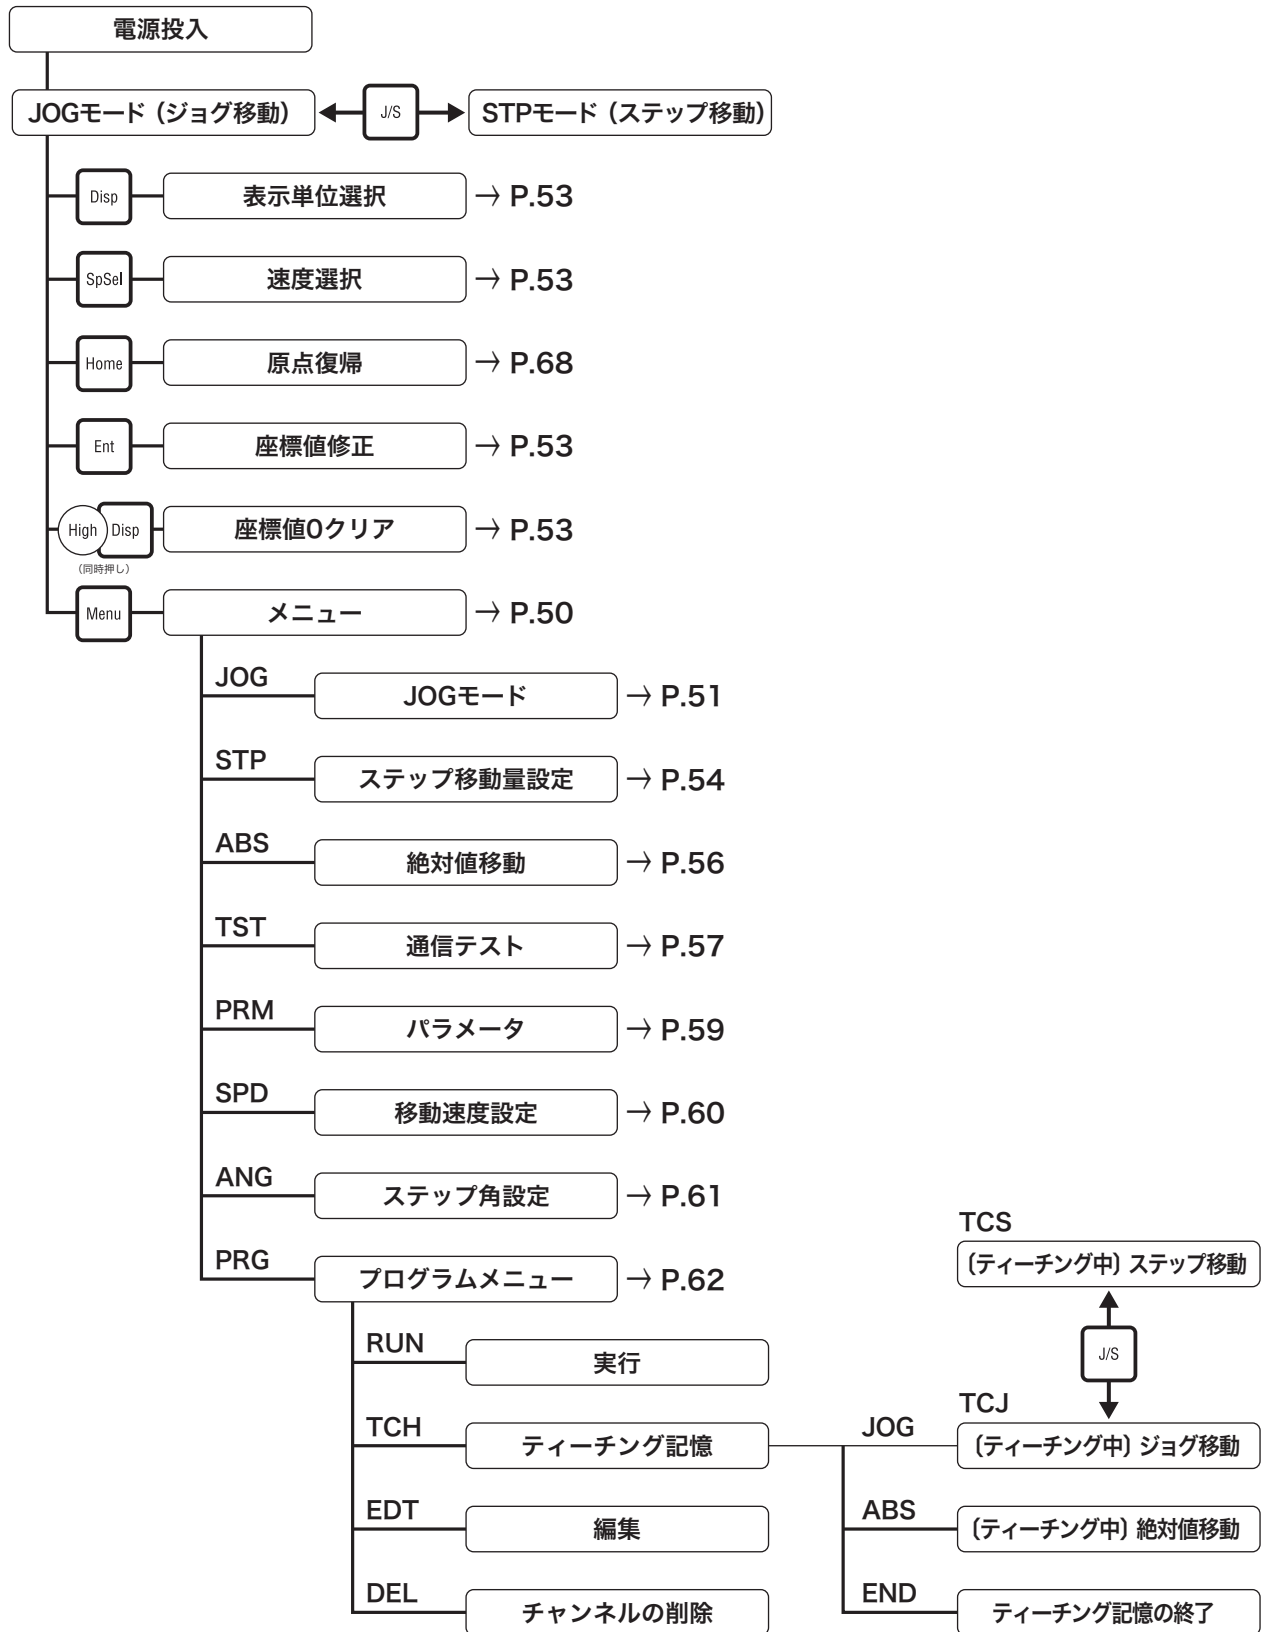 電源投入
JOGモード（ジョグ移動） J/S STPモード（ステップ移動）
Disp 表示単位選択 → P.53
SpSel 速度選択 → P.53
Home 原点復帰 → P.68
Ent 座標値修正 → P.53
High Disp 座標値0クリア → P.53
（同時押し）
Menu メニュー → P.50
JOG
JOGモード → P.51
STP
ステップ移動量設定 → P.54
ABS
絶対値移動 → P.56
TST
通信テスト → P.57
PRM
パラメータ → P.59
SPD
移動速度設定 → P.60
ANG
ステップ角設定 → P.61
PRG
プログラムメニュー → P.62
RUN
実行
TCH
ティーチング記憶
EDT
編集
DEL
チャンネルの削除
TCS
〔ティーチング中〕ステップ移動
J/S
TCJ
JOG
〔ティーチング中〕ジョグ移動
ABS
〔ティーチング中〕絶対値移動
END
ティーチング記憶の終了